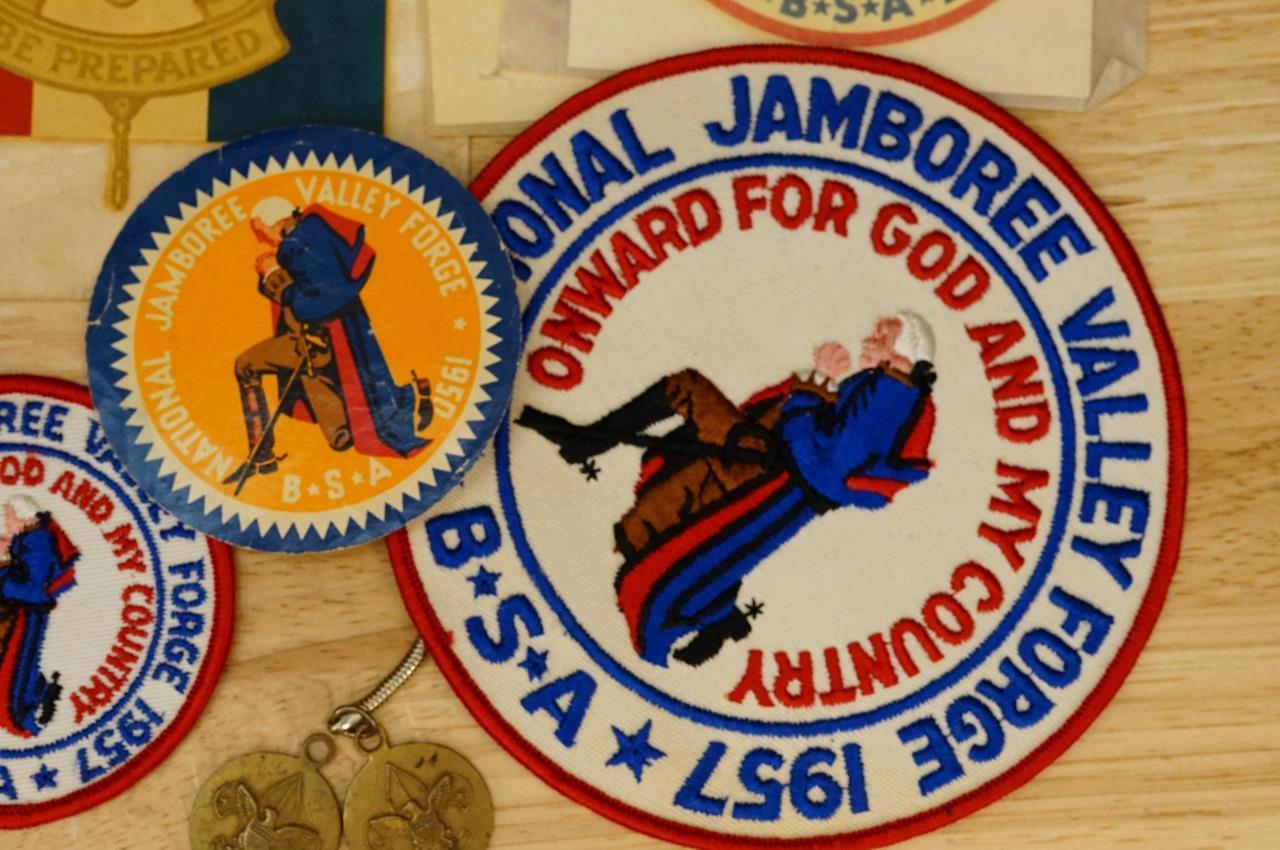 BE PREPARED
B★S★A
NATIONAL JAMBOREE VALLEY FORGE ★ 1950
B★S★A
JAMBOREE VALLEY FORGE 1957 ★ B★S★A
ONWARD FOR GOD AND MY COUNTRY
VALLEY FORGE 1957 ★
AND MY COUNTRY